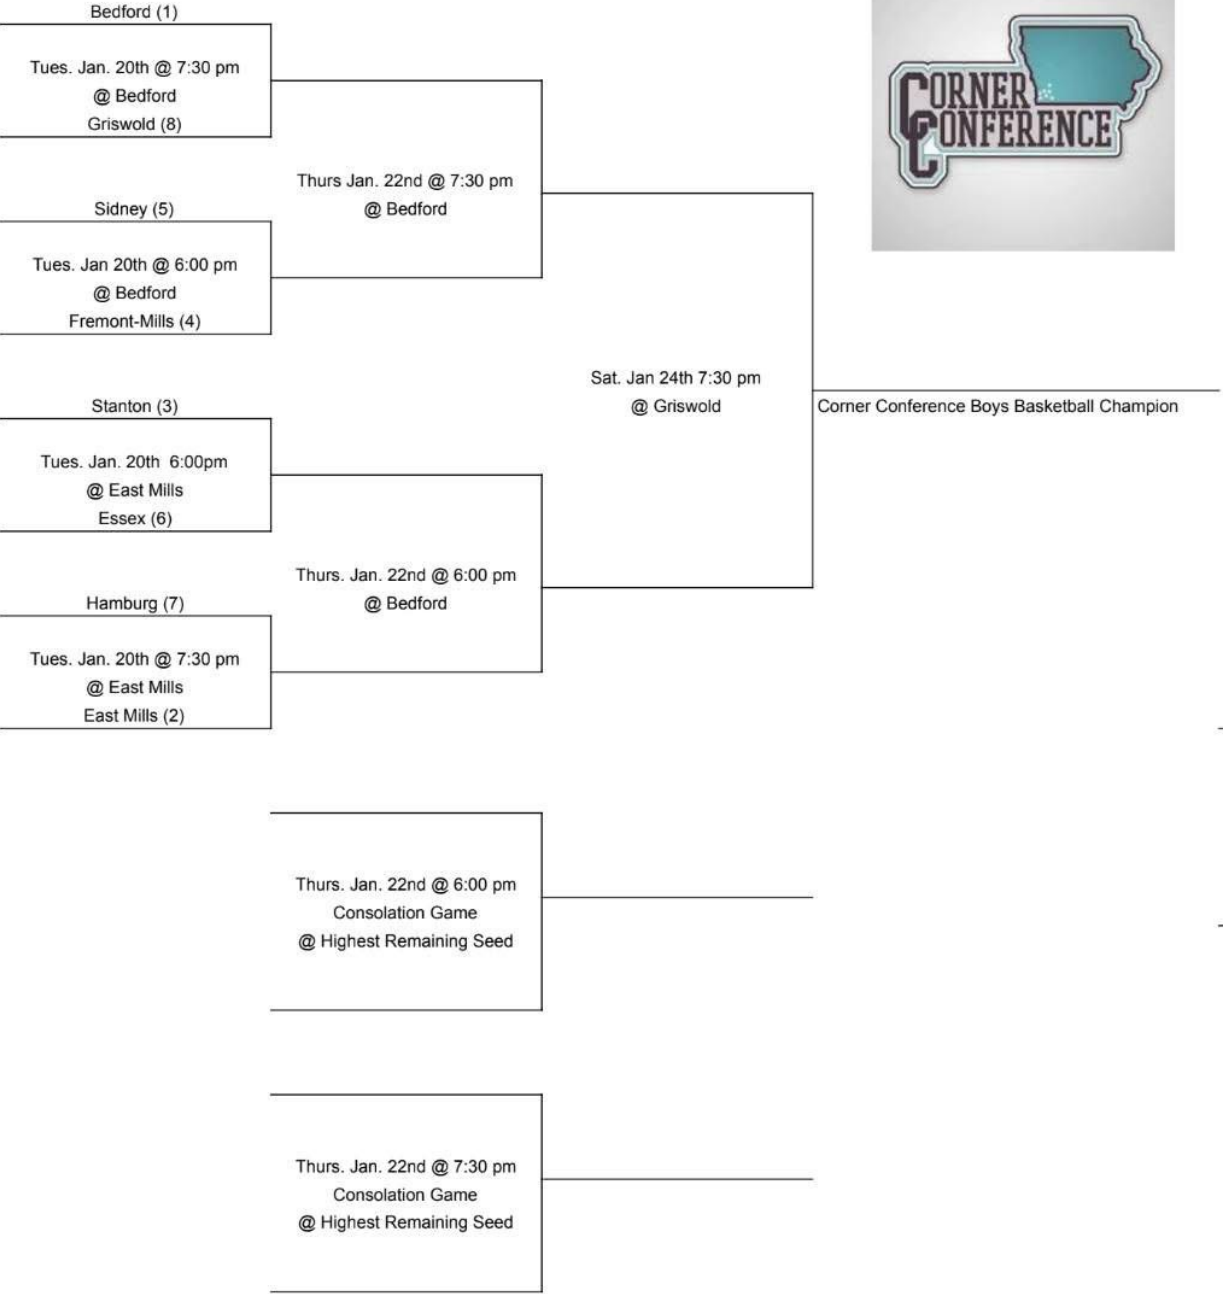 Bedford (1)
Tues. Jan. 20th @ 7:30 pm
@ Bedford
Griswold (8)
Thurs Jan. 22nd @ 7:30 pm
@ Bedford
Sidney (5)
Tues. Jan 20th @ 6:00 pm
@ Bedford
Fremont-Mills (4)
CORNER
CONFERENCE
Sat. Jan 24th 7:30 pm
@ Griswold
Corner Conference Boys Basketball Champion
Stanton (3)
Tues. Jan. 20th  6:00pm
@ East Mills
Essex (6)
Thurs. Jan. 22nd @ 6:00 pm
@ Bedford
Hamburg (7)
Tues. Jan. 20th @ 7:30 pm
@ East Mills
East Mills (2)
Thurs. Jan. 22nd @ 6:00 pm
Consolation Game
@ Highest Remaining Seed
Thurs. Jan. 22nd @ 7:30 pm
Consolation Game
@ Highest Remaining Seed